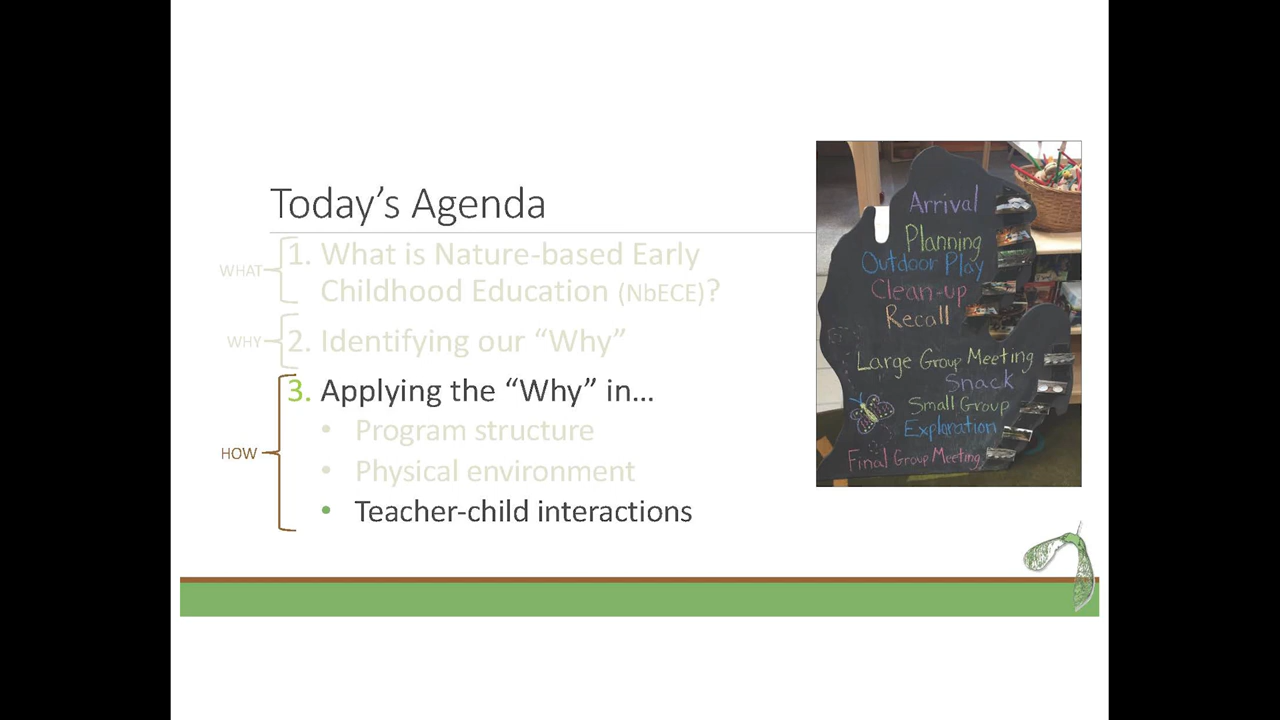 Today's Agenda
WHAT
1. What is Nature-based Early
Childhood Education (NbECE)?
WHY
2. Identifying our “Why”
HOW
3. Applying the “Why” in…
• Program structure
• Physical environment
• Teacher-child interactions
Arrival
Planning
Outdoor Play
Clean-up
Recall
Large Group Meeting
Snack
Small Group
Exploration
Final Group Meeting